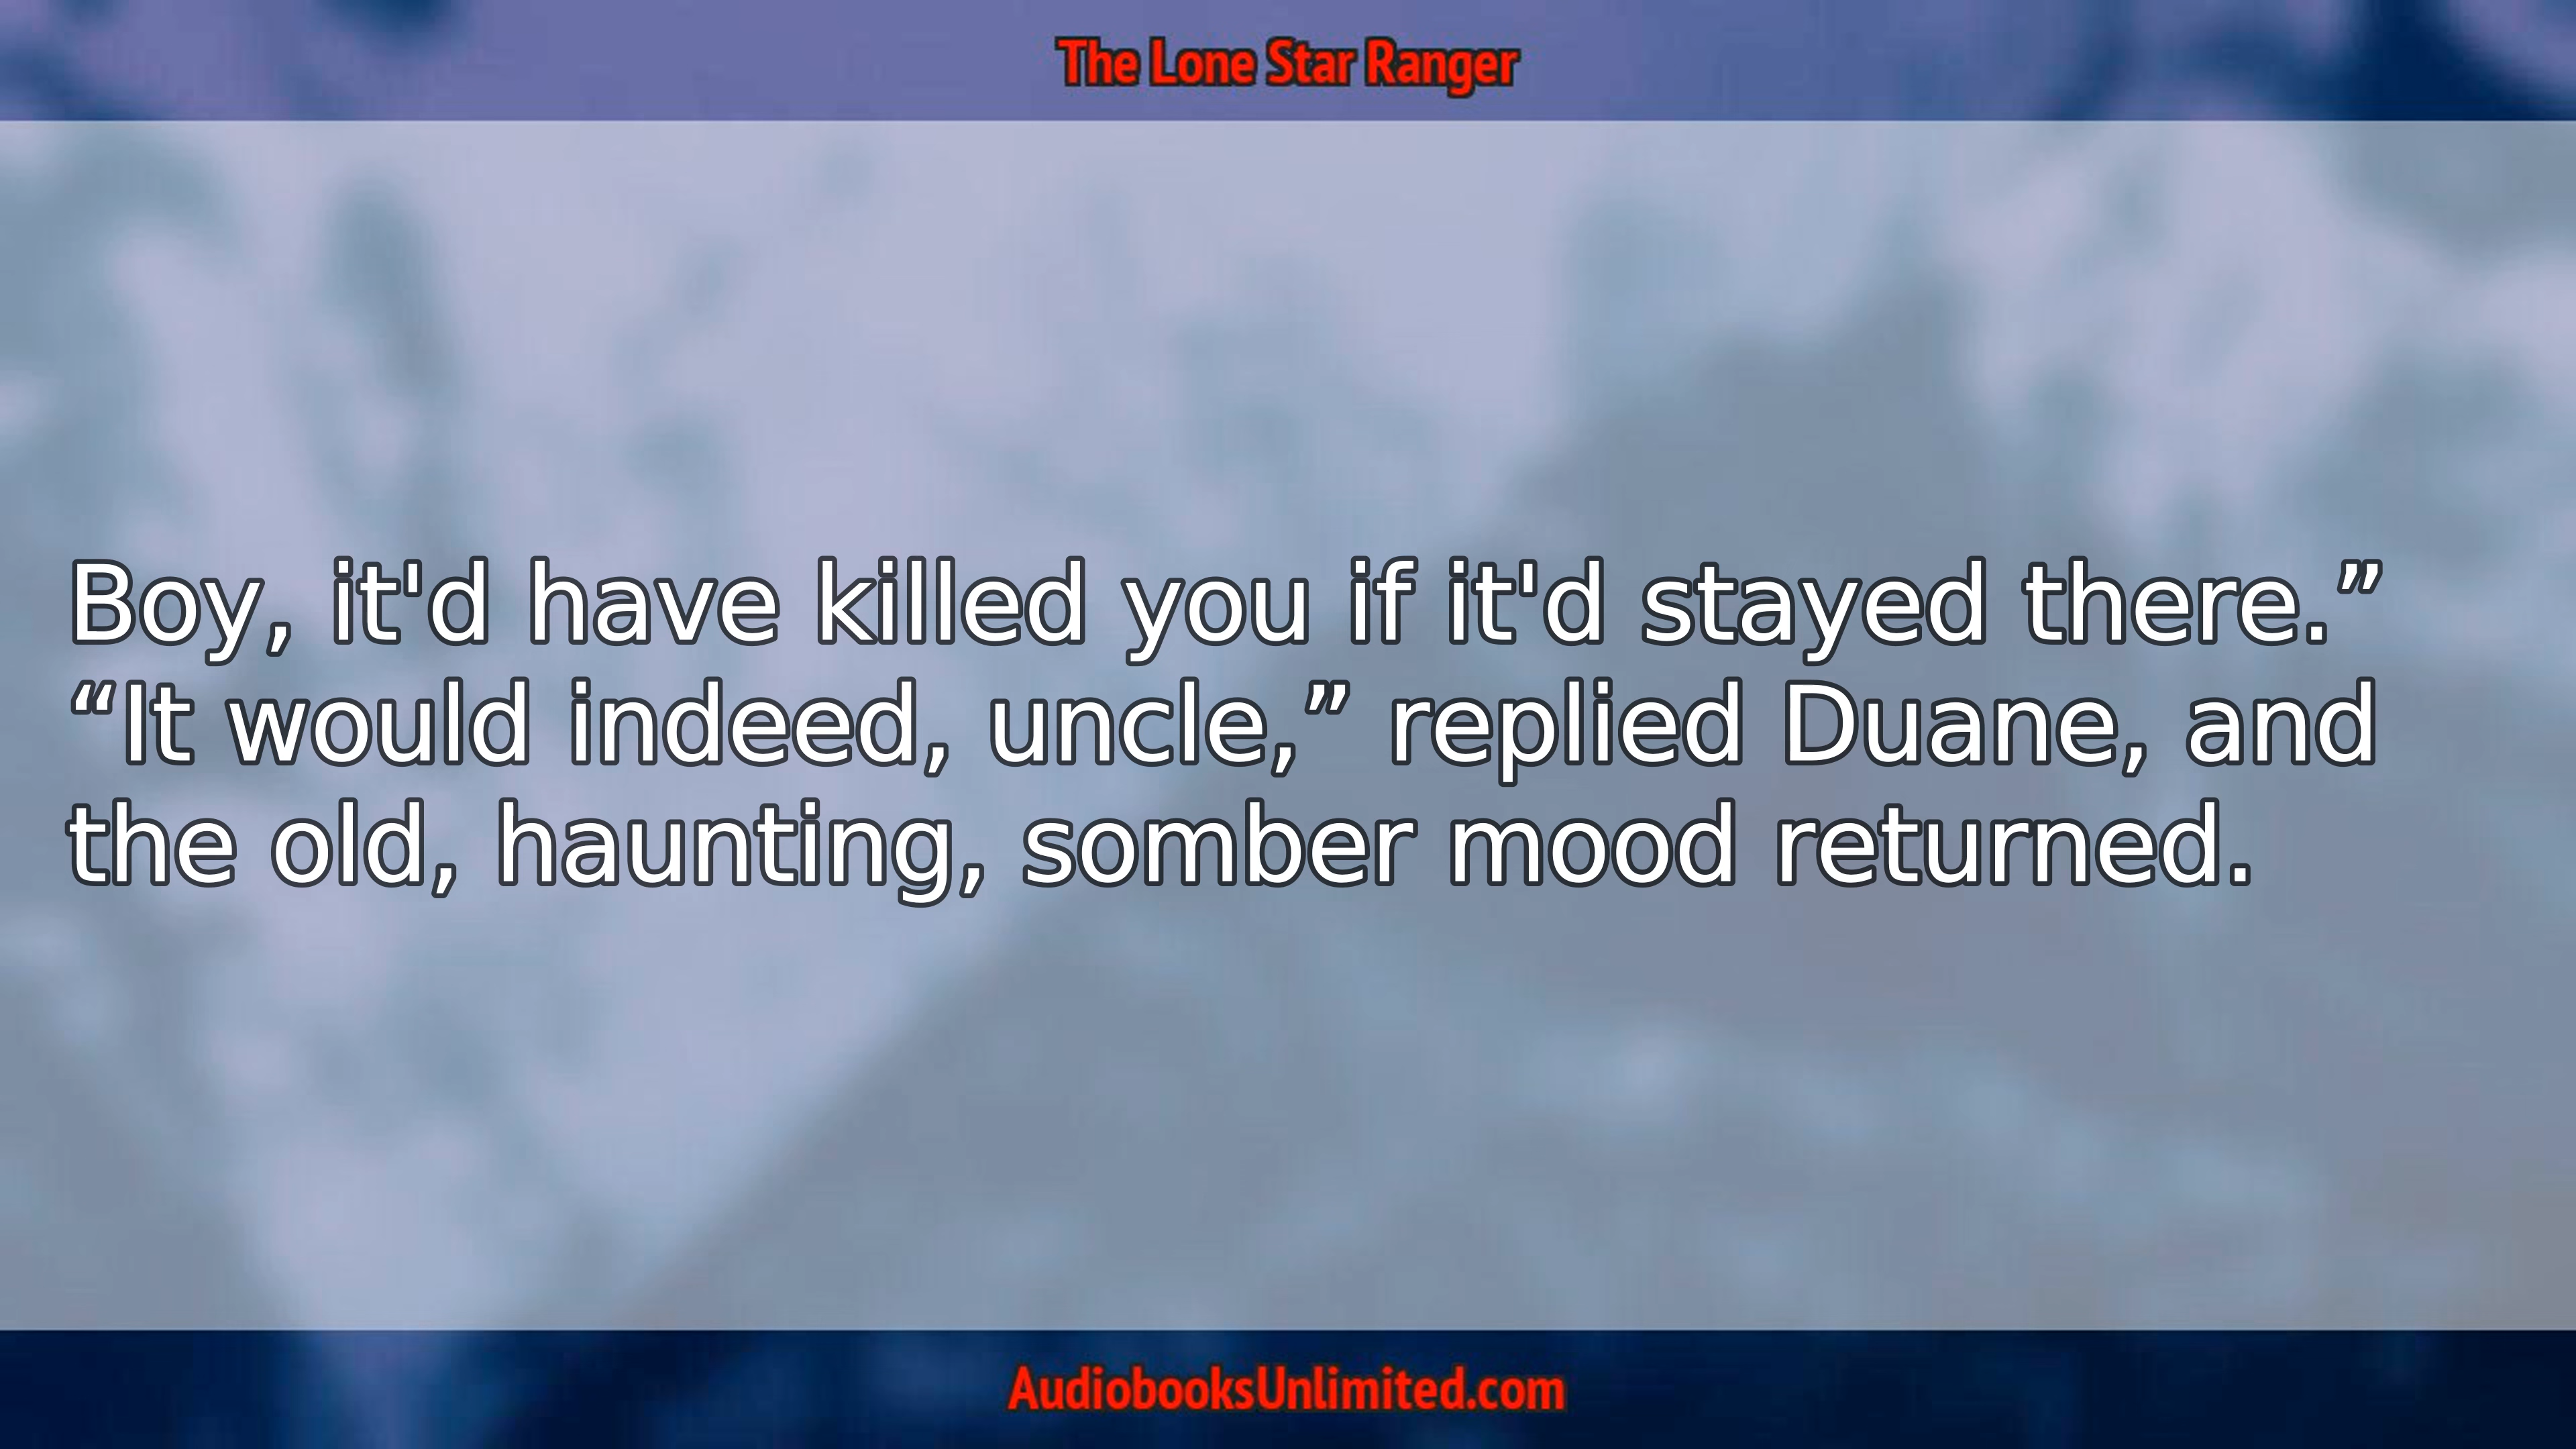 The Lone Star Ranger
Boy, it'd have killed you if it'd stayed there.”
“It would indeed, uncle,” replied Duane, and
the old, haunting, somber mood returned.
AudiobooksUnlimited.com